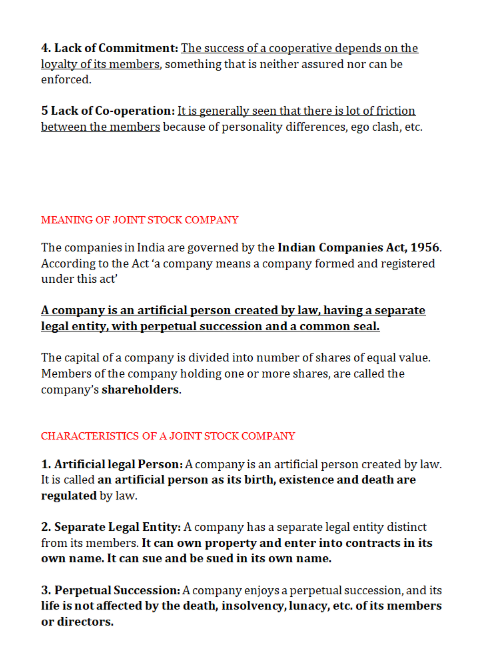 4. Lack of Commitment: The success of a cooperative depends on the
loyalty of its members, something that is neither assured nor can be
enforced.
5 Lack of Co-operation: It is generally seen that there is lot of friction
between the members because of personality differences, ego clash, etc.
MEANING OF JOINT STOCK COMPANY
The companies in India are governed by the Indian Companies Act, 1956.
According to the Act ‘a company means a company formed and registered
under this act’
A company is an artificial person created by law, having a separate
legal entity, with perpetual succession and a common seal.
The capital of a company is divided into number of shares of equal value.
Members of the company holding one or more shares, are called the
company’s shareholders.
CHARACTERISTICS OF A JOINT STOCK COMPANY
1. Artificial legal Person: A company is an artificial person created by law.
It is called an artificial person as its birth, existence and death are
regulated by law.
2. Separate Legal Entity: A company has a separate legal entity distinct
from its members. It can own property and enter into contracts in its
own name. It can sue and be sued in its own name.
3. Perpetual Succession: A company enjoys a perpetual succession, and its
life is not affected by the death, insolvency, lunacy, etc. of its members
or directors.